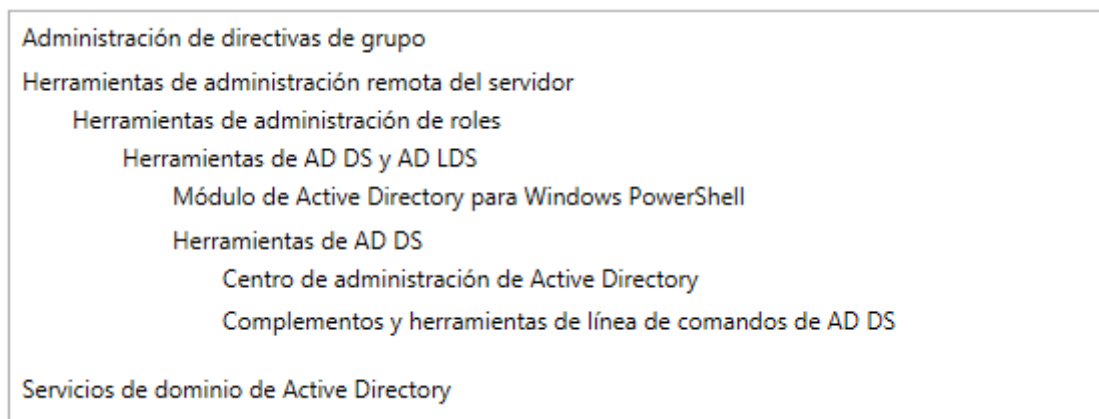 Administración de directivas de grupo
Herramientas de administración remota del servidor
Herramientas de administración de roles
Herramientas de AD DS y AD LDS
Módulo de Active Directory para Windows PowerShell
Herramientas de AD DS
Centro de administración de Active Directory
Complementos y herramientas de línea de comandos de AD DS
Servicios de dominio de Active Directory